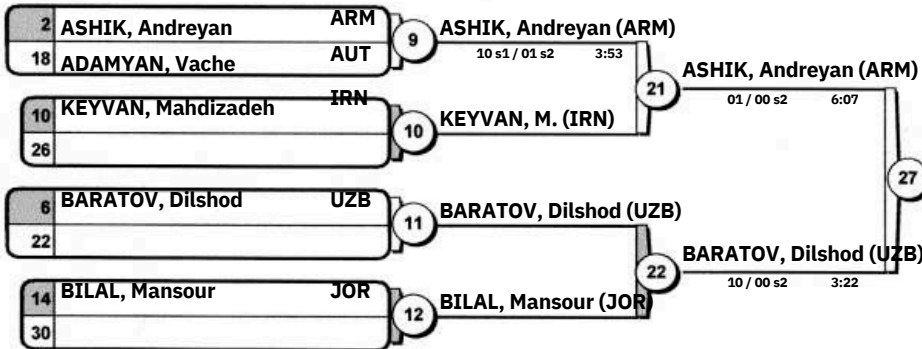 2 ASHIK, Andreyan ARM
18 ADAMYAN, Vache AUT
9
ASHIK, Andreyan (ARM)
10 s1 / 01 s2 3:53
10 KEYVAN, Mahdizadeh IRN
26
10
KEYVAN, M. (IRN)
21
ASHIK, Andreyan (ARM)
01 / 00 s2 6:07
6 BARATOV, Dilshod UZB
22
11
BARATOV, Dilshod (UZB)
14 BILAL, Mansour JOR
30
12
BILAL, Mansour (JOR)
22
BARATOV, Dilshod (UZB)
10 / 00 s2 3:22
27